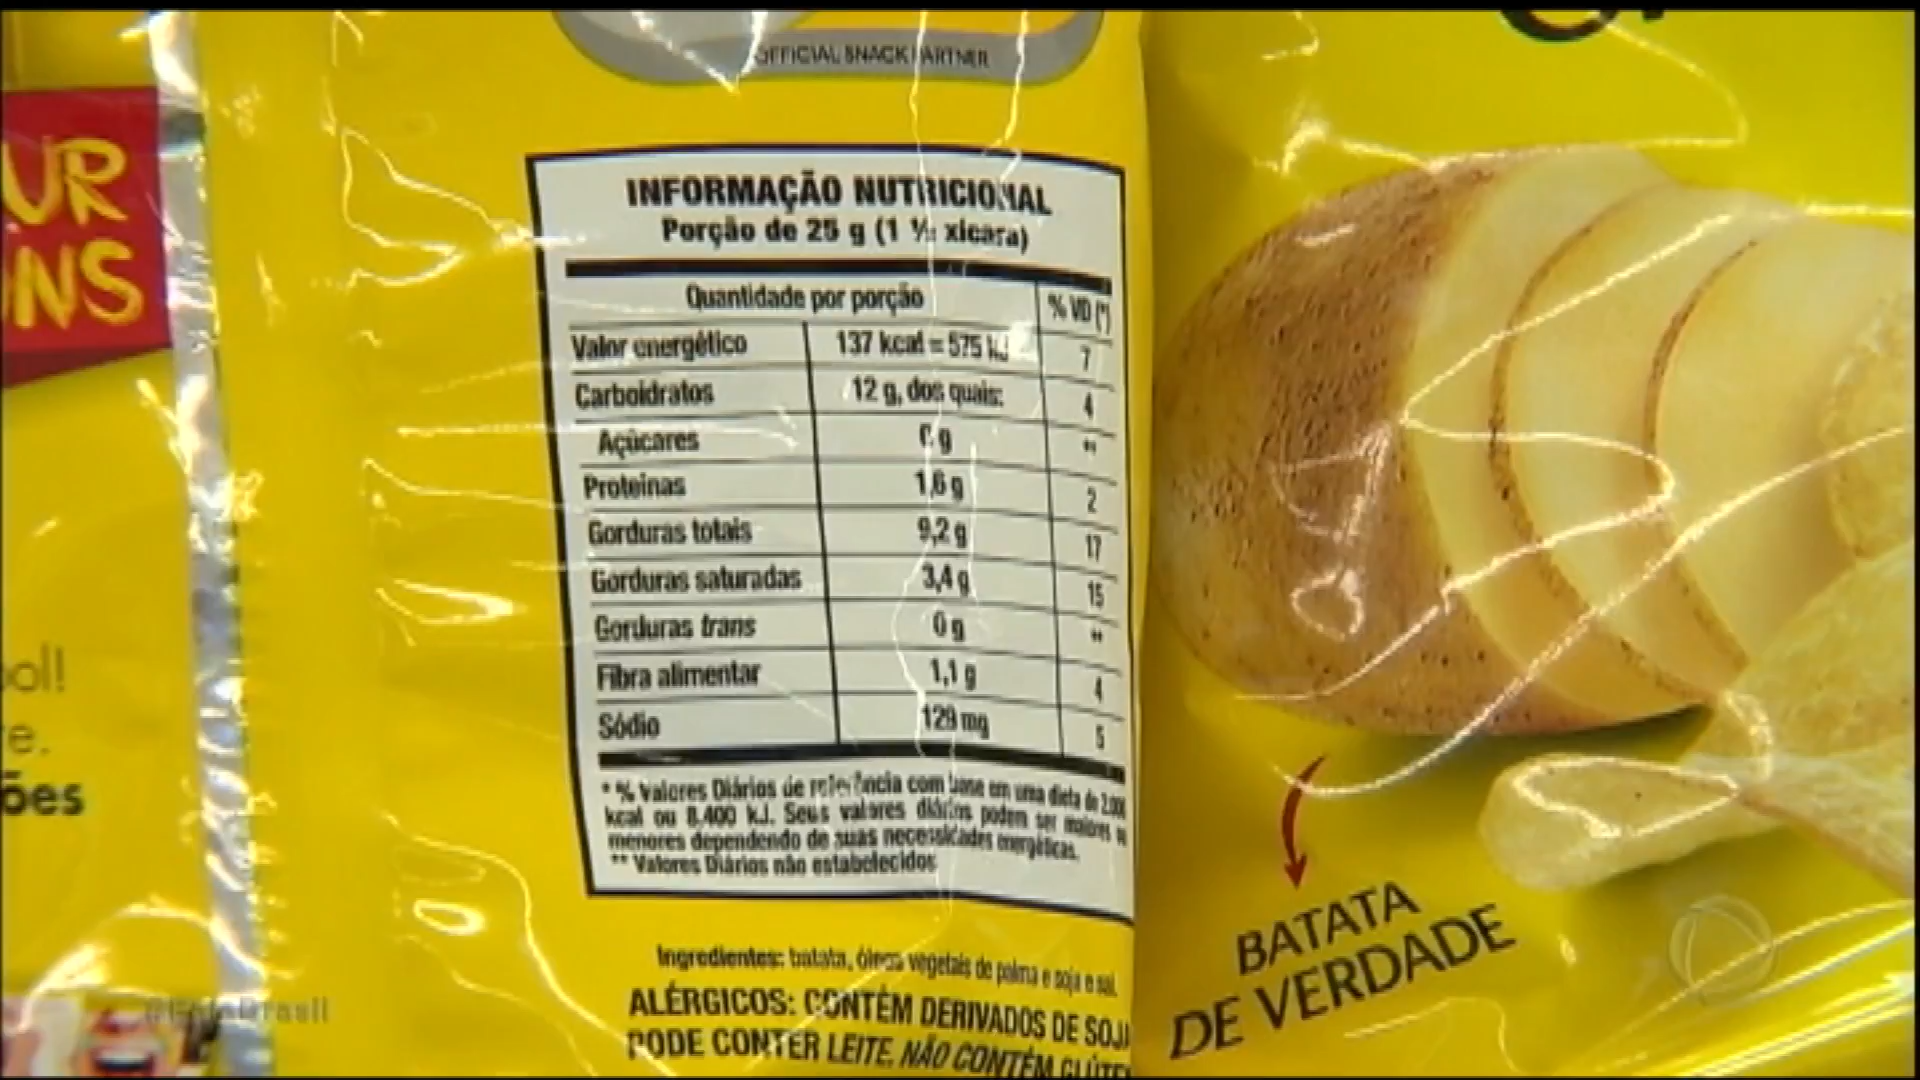 OFFICIAL SNACK PARTNER
UR
NS
INFORMAÇÃO NUTRICIONAL
Porção de 25 g (1 ½ xícara)
Quantidade por porção % VD (*)
Valor energético 137 kcal = 575 kJ 7
Carboidratos 12 g, dos quais: 4
Açúcares 0 g **
Proteínas 1,6 g 2
Gorduras totais 9,2 g 17
Gorduras saturadas 3,4 g 15
Gorduras trans 0 g **
Fibra alimentar 1,1 g 4
Sódio 129 mg 5
* % Valores Diários de referência com base em uma dieta de 2.000
kcal ou 8.400 kJ. Seus valores diários podem ser maiores ou
menores dependendo de suas necessidades energéticas.
** Valores Diários não estabelecidos
Ingredientes: batata, óleos vegetais de palma e soja e sal.
ALÉRGICOS: CONTÉM DERIVADOS DE SOJA
PODE CONTER LEITE. NÃO CONTÉM GLÚTEN
ol!
e.
ões
BATATA
DE VERDADE